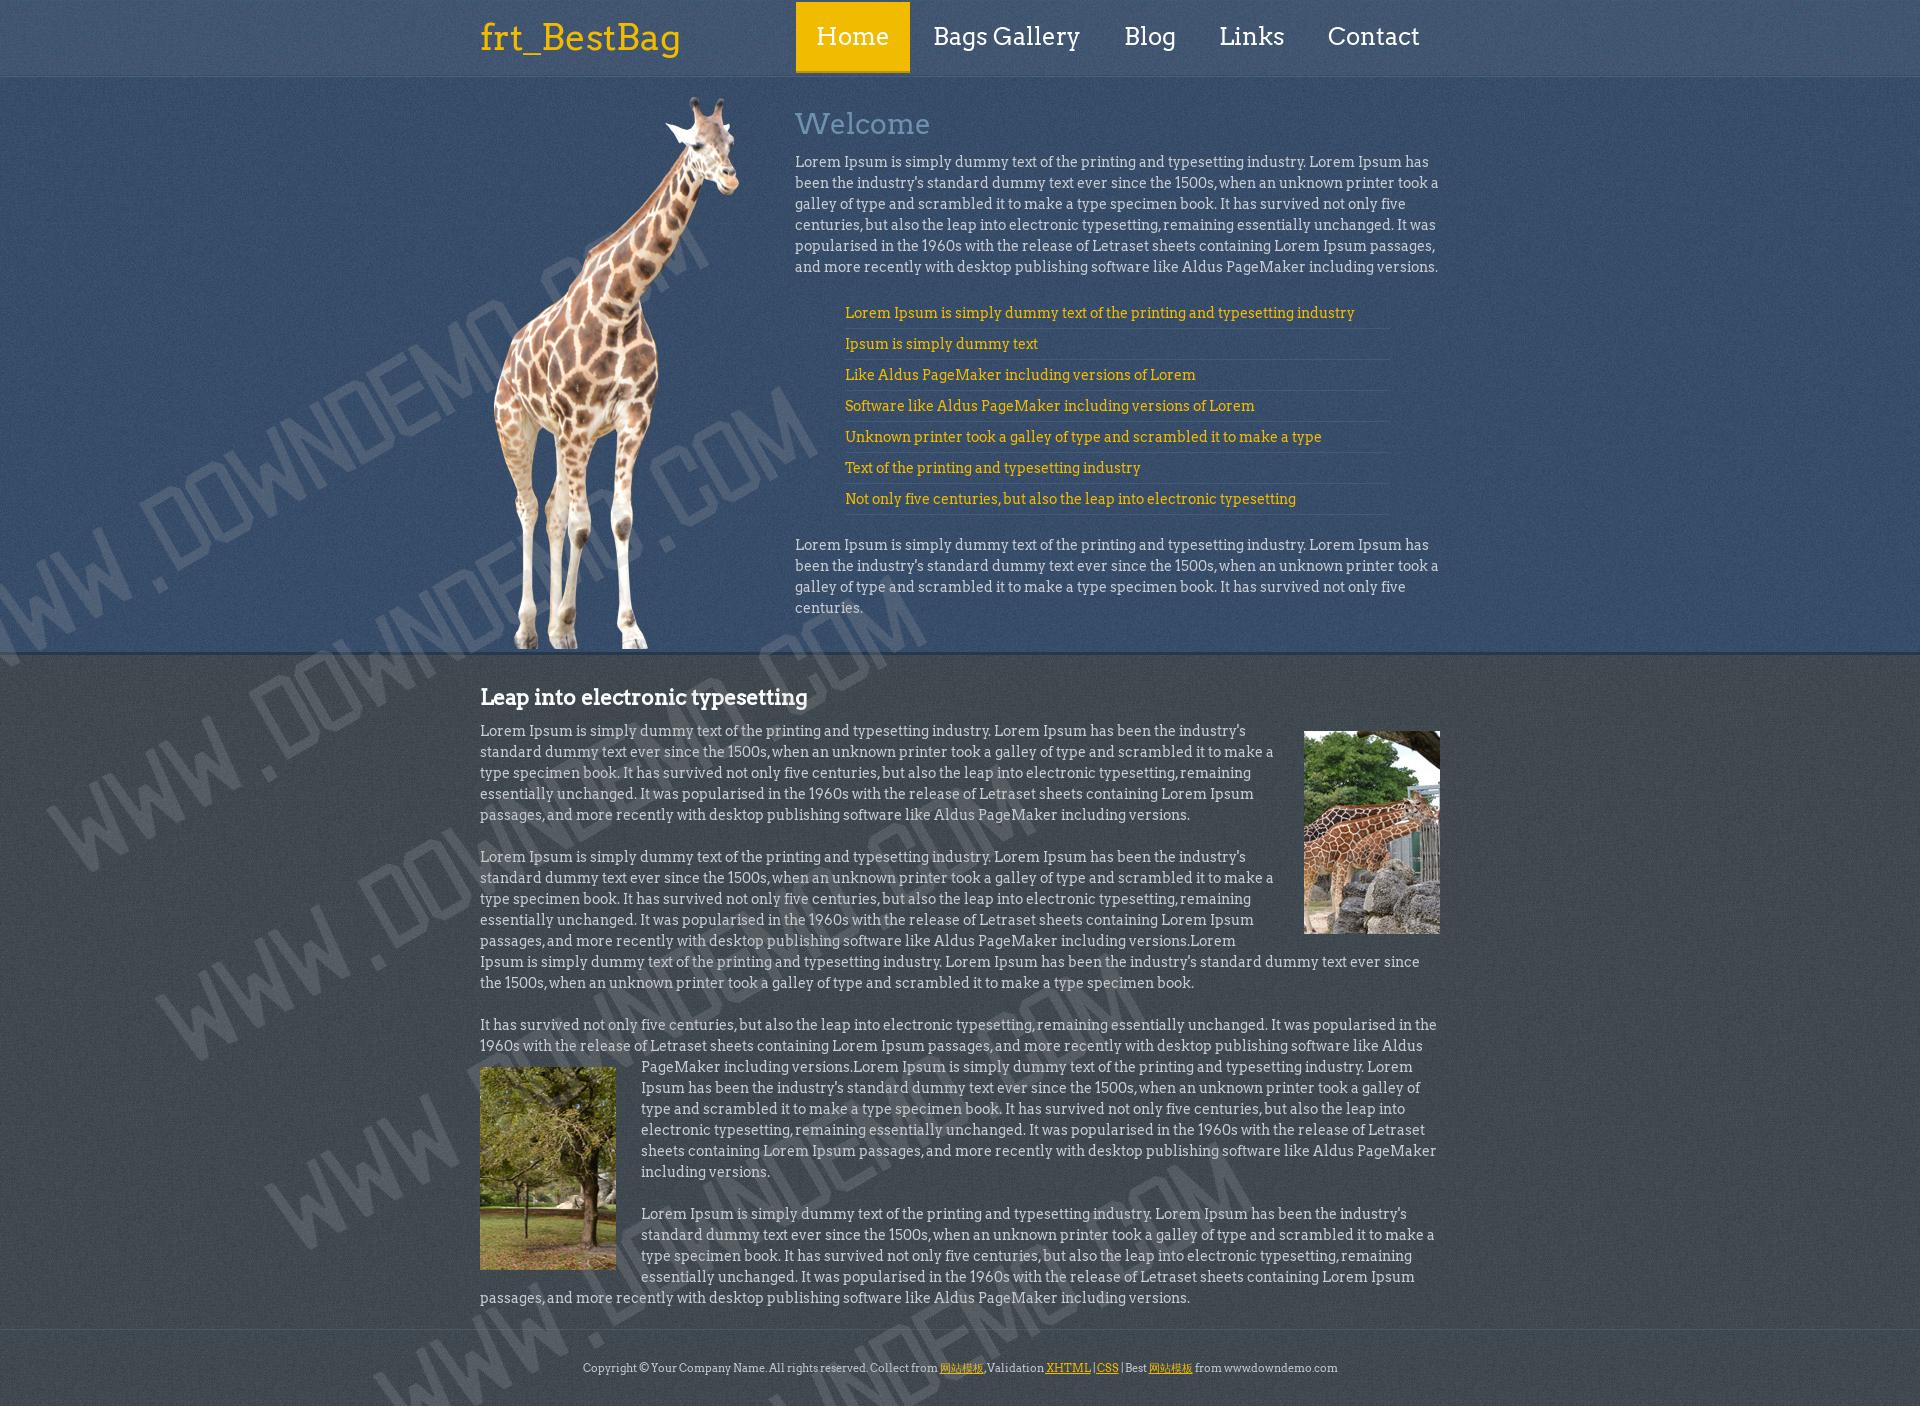 frt_BestBag
Home
Bags Gallery
Blog
Links
Contact
Welcome
Lorem Ipsum is simply dummy text of the printing and typesetting industry. Lorem Ipsum has
been the industry's standard dummy text ever since the 1500s, when an unknown printer took a
galley of type and scrambled it to make a type specimen book. It has survived not only five
centuries, but also the leap into electronic typesetting, remaining essentially unchanged. It was
popularised in the 1960s with the release of Letraset sheets containing Lorem Ipsum passages,
and more recently with desktop publishing software like Aldus PageMaker including versions.
Lorem Ipsum is simply dummy text of the printing and typesetting industry
Ipsum is simply dummy text
Like Aldus PageMaker including versions of Lorem
Software like Aldus PageMaker including versions of Lorem
Unknown printer took a galley of type and scrambled it to make a type
Text of the printing and typesetting industry
Not only five centuries, but also the leap into electronic typesetting
Lorem Ipsum is simply dummy text of the printing and typesetting industry. Lorem Ipsum has
been the industry's standard dummy text ever since the 1500s, when an unknown printer took a
galley of type and scrambled it to make a type specimen book. It has survived not only five
centuries.
Leap into electronic typesetting
Lorem Ipsum is simply dummy text of the printing and typesetting industry. Lorem Ipsum has been the industry's
standard dummy text ever since the 1500s, when an unknown printer took a galley of type and scrambled it to make a
type specimen book. It has survived not only five centuries, but also the leap into electronic typesetting, remaining
essentially unchanged. It was popularised in the 1960s with the release of Letraset sheets containing Lorem Ipsum
passages, and more recently with desktop publishing software like Aldus PageMaker including versions.
Lorem Ipsum is simply dummy text of the printing and typesetting industry. Lorem Ipsum has been the industry's
standard dummy text ever since the 1500s, when an unknown printer took a galley of type and scrambled it to make a
type specimen book. It has survived not only five centuries, but also the leap into electronic typesetting, remaining
essentially unchanged. It was popularised in the 1960s with the release of Letraset sheets containing Lorem Ipsum
passages, and more recently with desktop publishing software like Aldus PageMaker including versions.Lorem
Ipsum is simply dummy text of the printing and typesetting industry. Lorem Ipsum has been the industry's standard dummy text ever since
the 1500s, when an unknown printer took a galley of type and scrambled it to make a type specimen book.
It has survived not only five centuries, but also the leap into electronic typesetting, remaining essentially unchanged. It was popularised in the
1960s with the release of Letraset sheets containing Lorem Ipsum passages, and more recently with desktop publishing software like Aldus
PageMaker including versions.Lorem Ipsum is simply dummy text of the printing and typesetting industry. Lorem
Ipsum has been the industry's standard dummy text ever since the 1500s, when an unknown printer took a galley of
type and scrambled it to make a type specimen book. It has survived not only five centuries, but also the leap into
electronic typesetting, remaining essentially unchanged. It was popularised in the 1960s with the release of Letraset
sheets containing Lorem Ipsum passages, and more recently with desktop publishing software like Aldus PageMaker
including versions.
Lorem Ipsum is simply dummy text of the printing and typesetting industry. Lorem Ipsum has been the industry's
standard dummy text ever since the 1500s, when an unknown printer took a galley of type and scrambled it to make a
type specimen book. It has survived not only five centuries, but also the leap into electronic typesetting, remaining
essentially unchanged. It was popularised in the 1960s with the release of Letraset sheets containing Lorem Ipsum
passages, and more recently with desktop publishing software like Aldus PageMaker including versions.
Copyright © Your Company Name. All rights reserved. Collect from 网站模板,Validation XHTML | CSS | Best 网站模板 from www.downdemo.com
WWW.DOWNDEMO.COM
WWW.DOWNDEMO.COM
WWW.DOWNDEMO.COM
WWW.DOWNDEMO.COM
WWW.DOWNDEMO.COM
WNDEMO.COM